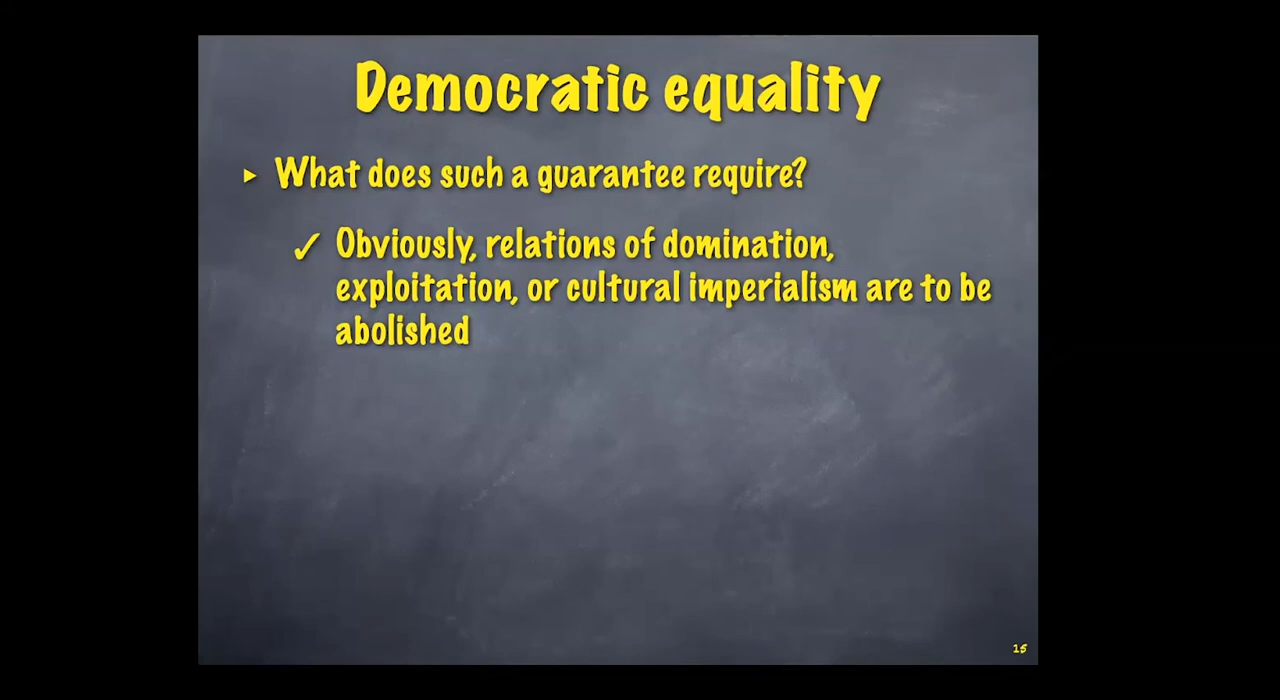 Democratic equality
▸ What does such a guarantee require?
✓ Obviously, relations of domination,
exploitation, or cultural imperialism are to be
abolished
15